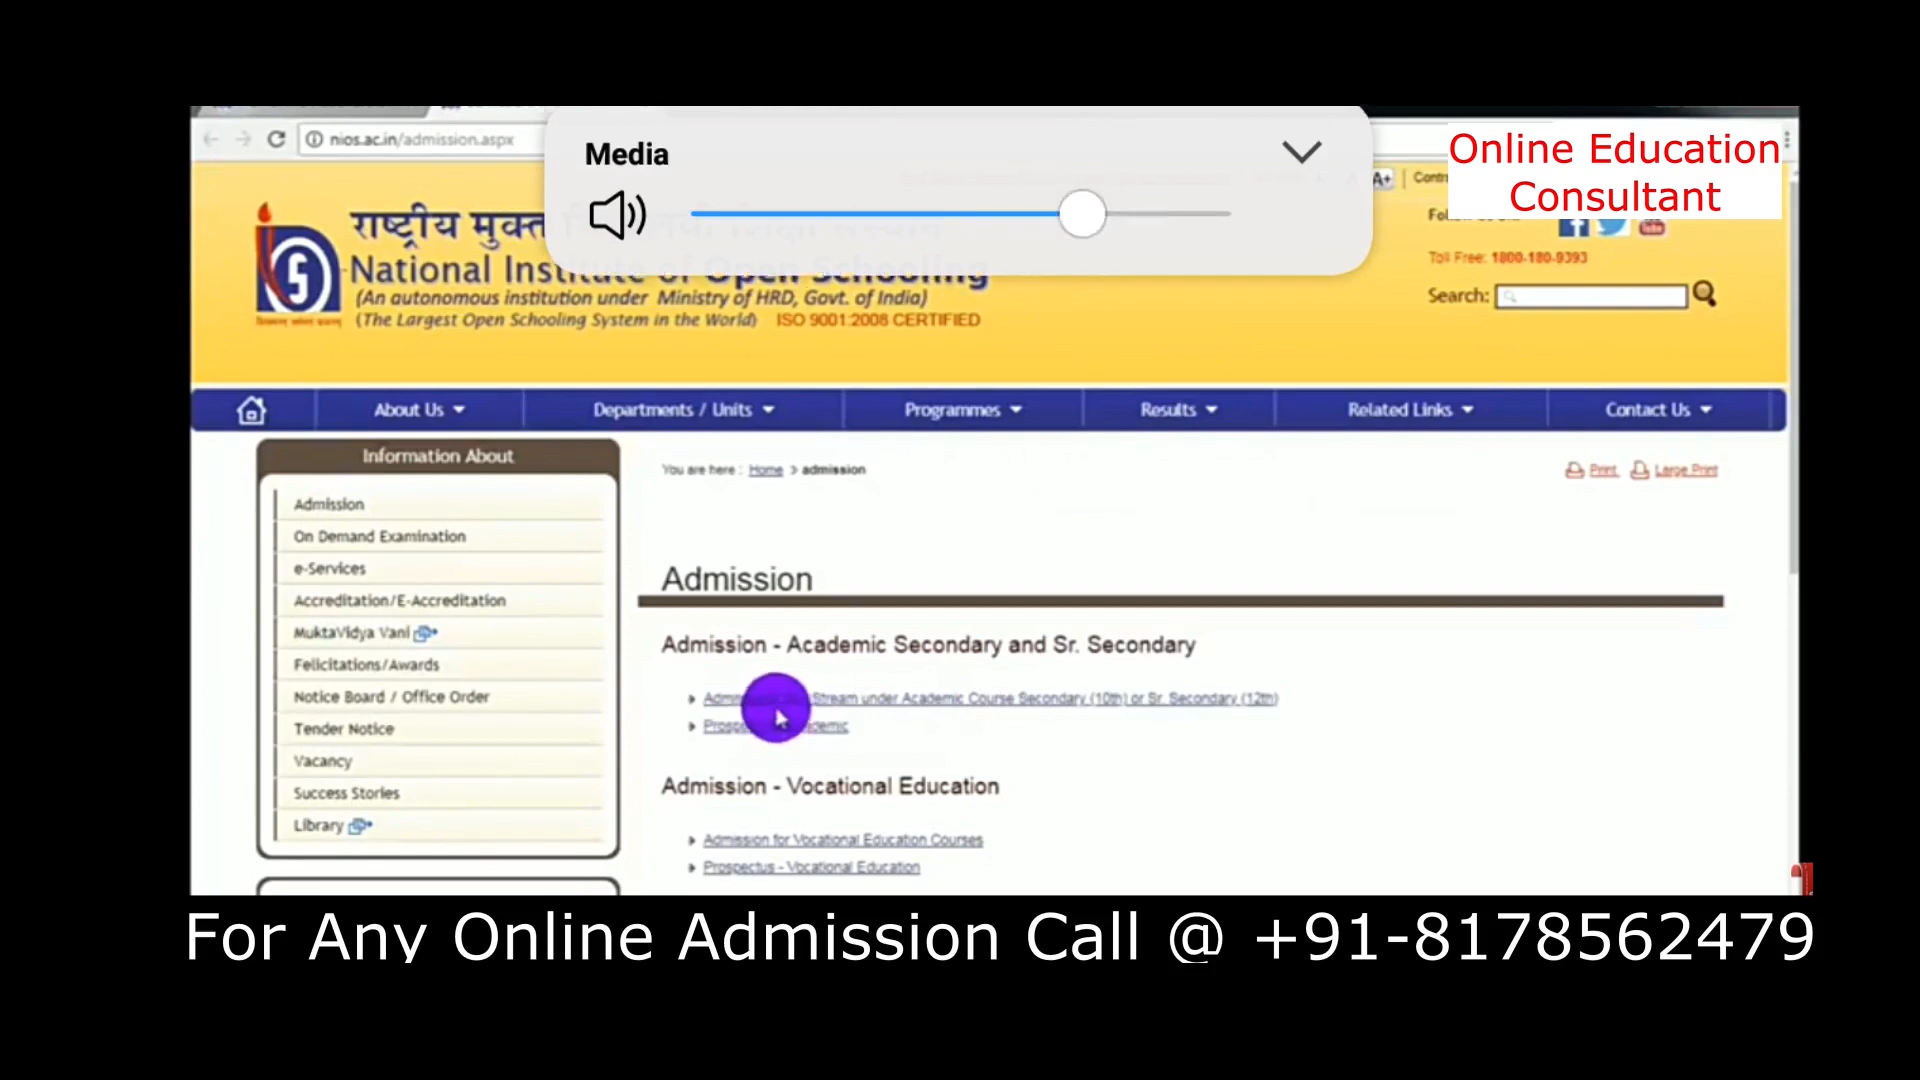 nios.ac.in/admission.aspx
Media
Online Education
Consultant
A+
राष्ट्रीय मुक्त
National Institute of Open Schooling
(An autonomous institution under Ministry of HRD, Govt. of India)
(The Largest Open Schooling System in the World) ISO 9001:2008 CERTIFIED
Toll Free: 1800-180-9393
Search:
About Us
Departments / Units
Programmes
Results
Related Links
Contact Us
Information About
Admission
On Demand Examination
e-Services
Accreditation/E-Accreditation
MuktaVidya Vani
Felicitations/Awards
Notice Board / Office Order
Tender Notice
Vacancy
Success Stories
Library
You are here : Home > admission
Print
Large Print
Admission
Admission - Academic Secondary and Sr. Secondary
Stream under Academic Course Secondary (10th) or Sr. Secondary (12th)
Admission - Vocational Education
Admission for Vocational Education Courses
Prospectus - Vocational Education
For Any Online Admission Call @ +91-8178562479